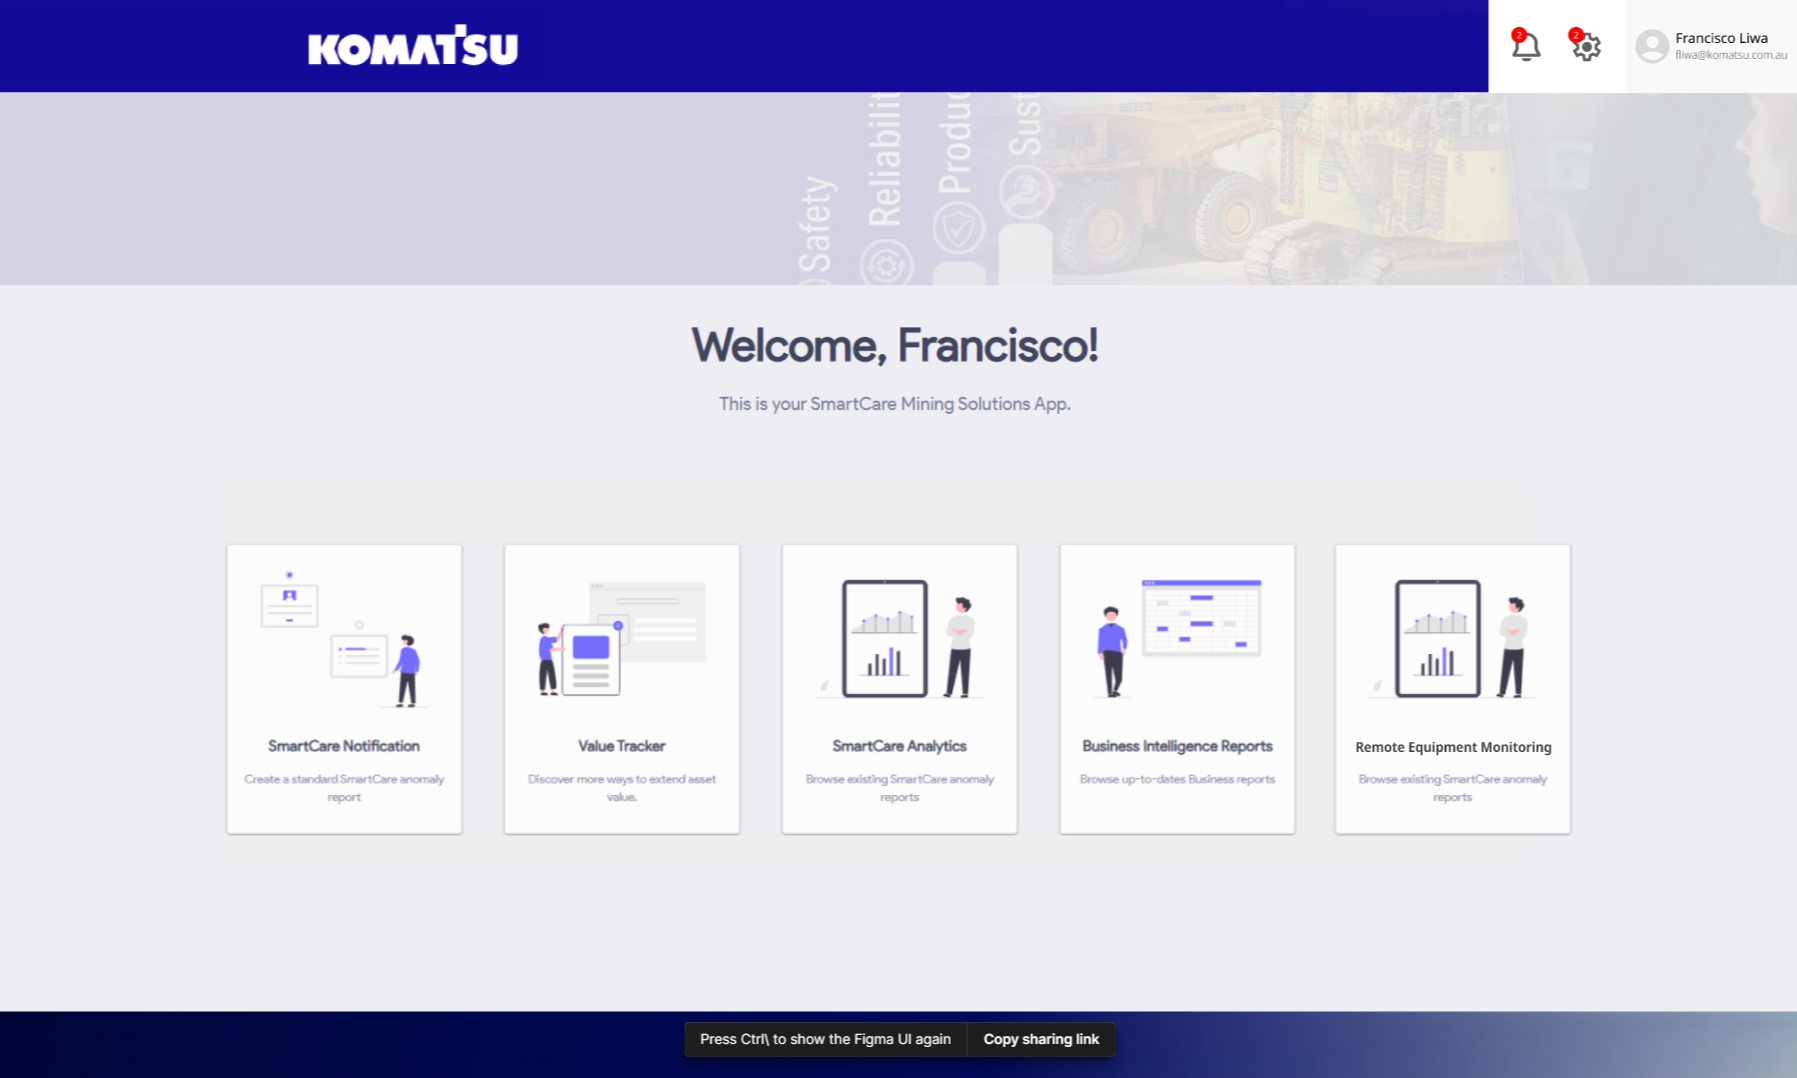 KOMATSU
2
2
Francisco Liwa
fliwa@komatsu.com.au
Safety
Reliabilit
Produc
Sust
Welcome, Francisco!
This is your SmartCare Mining Solutions App.
SmartCare Notification
Create a standard SmartCare anomaly
report
Value Tracker
Discover more ways to extend asset
value.
SmartCare Analytics
Browse existing SmartCare anomaly
reports
Business Intelligence Reports
Browse up-to-dates Business reports
Remote Equipment Monitoring
Browse existing SmartCare anomaly
reports
Press Ctrl\ to show the Figma UI again
Copy sharing link